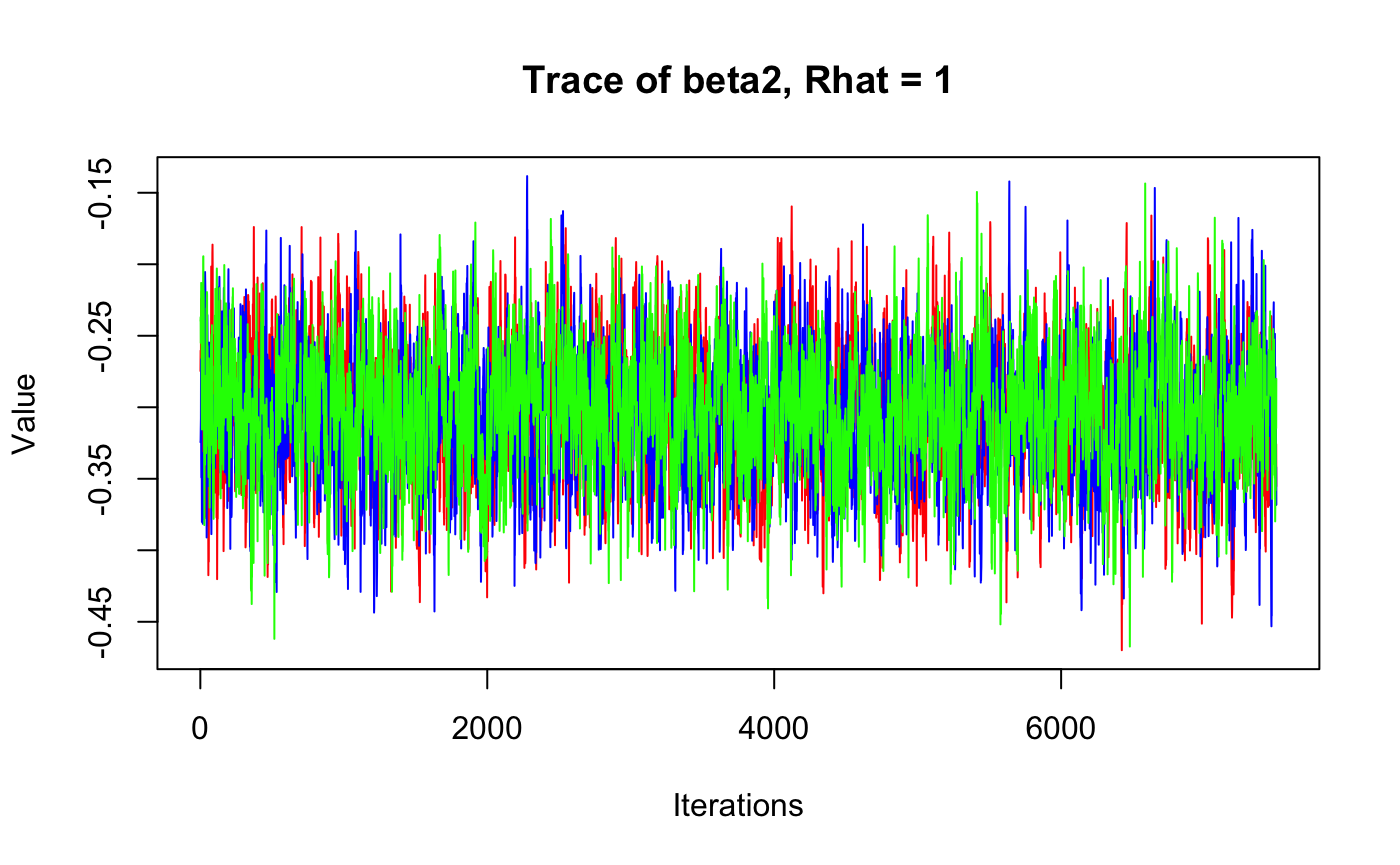 Trace of beta2, Rhat = 1
Value
-0.15
-0.25
-0.35
-0.45
0 2000 4000 6000
Iterations